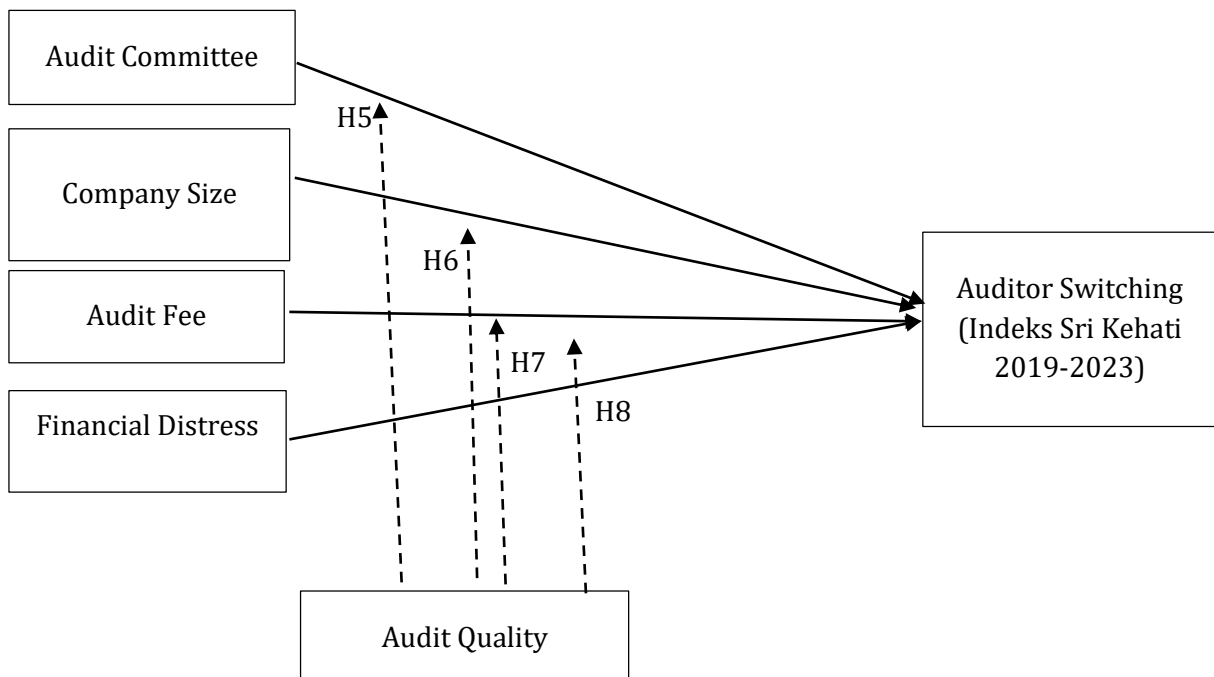 Audit Committee
H5
Company Size
H6
Audit Fee
H7
Auditor Switching
(Indeks Sri Kehati
2019-2023)
Financial Distress
H8
Audit Quality